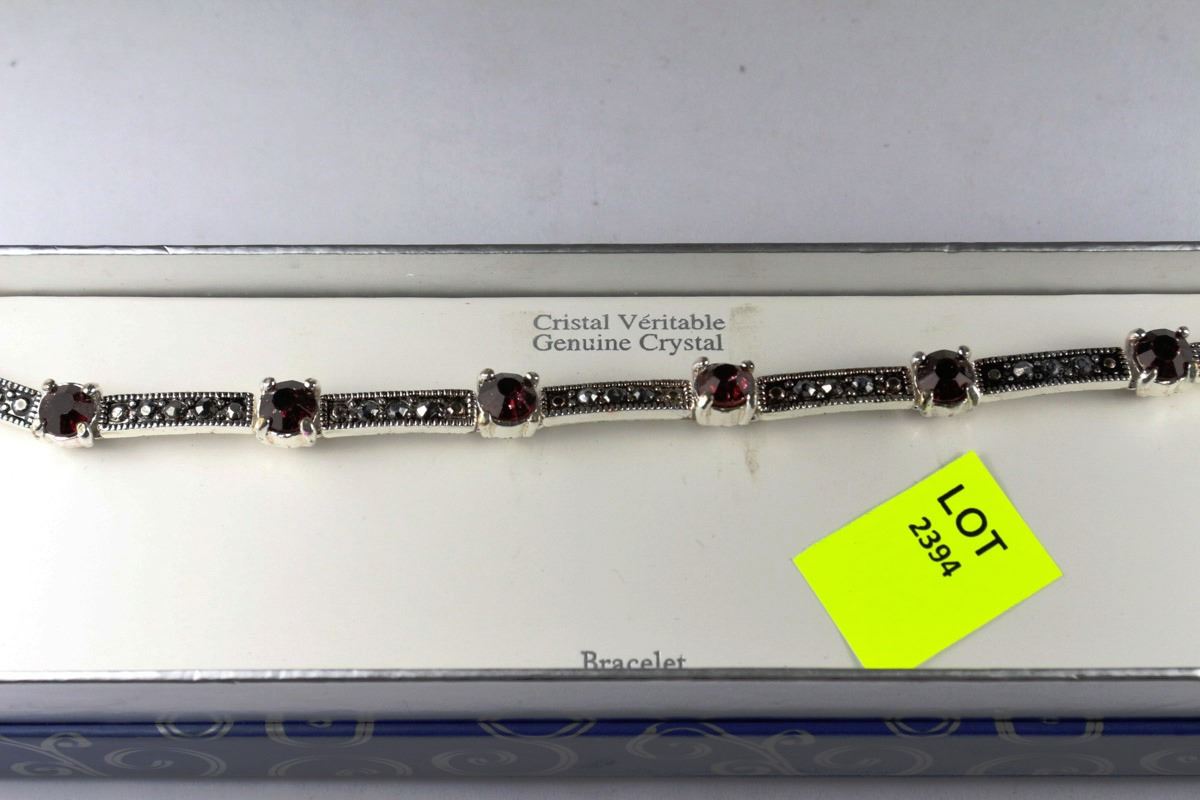 Cristal Véritable
Genuine Crystal
LOT
2394
Bracelet